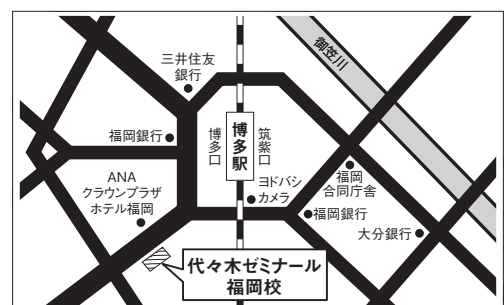 三井住友
銀行
御笠川
福岡銀行
博多口
博多駅
筑紫口
ANA
クラウンプラザ
ホテル福岡
ヨドバシ
カメラ
福岡
合同庁舎
福岡銀行
大分銀行
代々木ゼミナール
福岡校